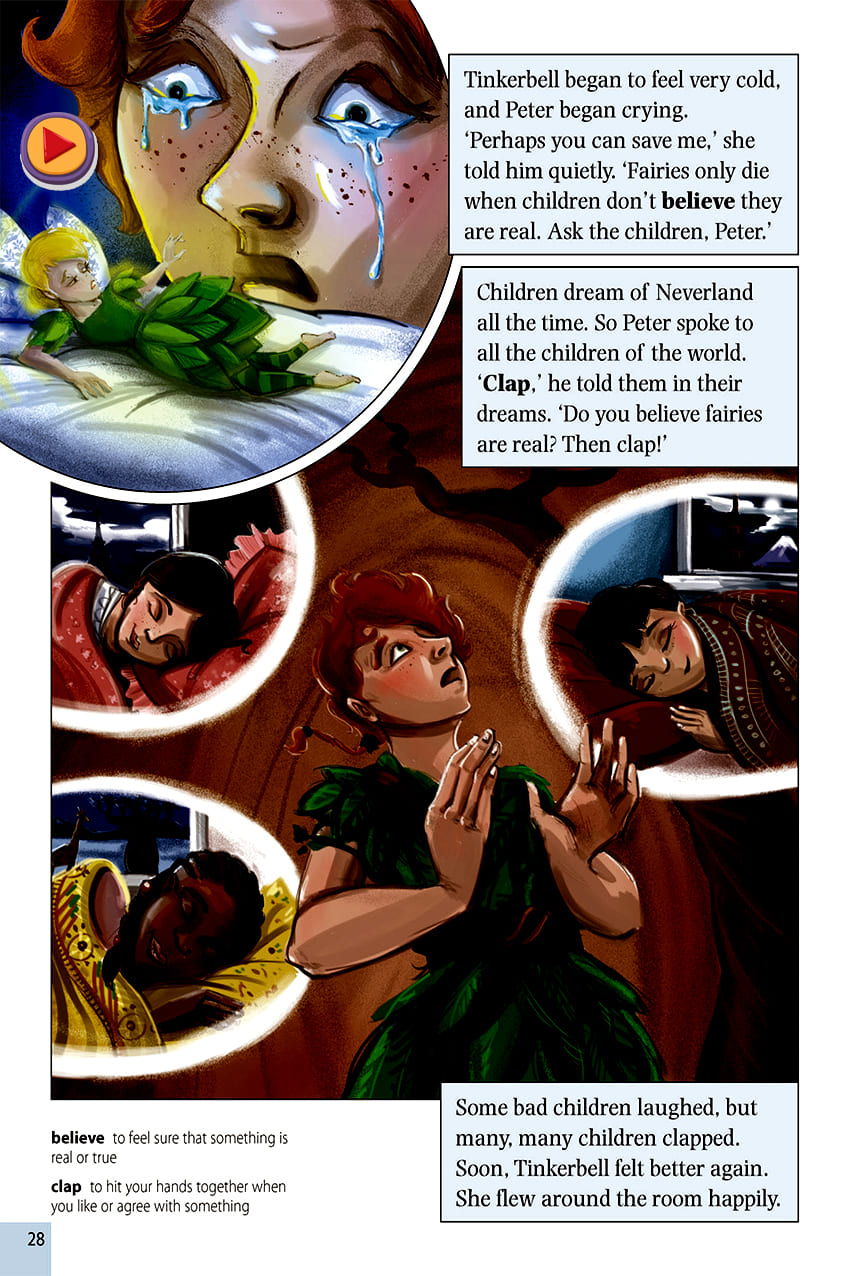 Tinkerbell began to feel very cold,
and Peter began crying.
‘Perhaps you can save me,’ she
told him quietly. ‘Fairies only die
when children don’t believe they
are real. Ask the children, Peter.’
Children dream of Neverland
all the time. So Peter spoke to
all the children of the world.
‘Clap,’ he told them in their
dreams. ‘Do you believe fairies
are real? Then clap!’
Some bad children laughed, but
many, many children clapped.
Soon, Tinkerbell felt better again.
She flew around the room happily.
believe to feel sure that something is
real or true
clap to hit your hands together when
you like or agree with something
28